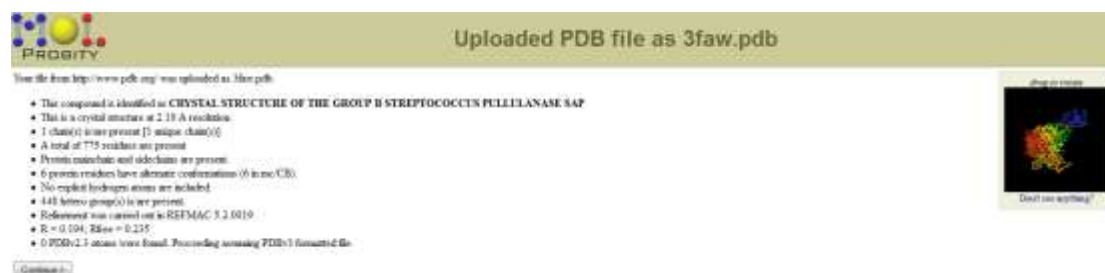 MOL
PROBITY
Uploaded PDB file as 3faw.pdb
Your file from http://www.pdb.org/ was uploaded as 3faw.pdb.
This compound is identified as CRYSTAL STRUCTURE OF THE GROUP B STREPTOCOCCUS PULLULANASE SAP
This is a crystal structure at 2.19 A resolution.
1 chain(s) is/are present [1 unique chain(s)]
A total of 775 residues are present.
Protein mainchain and sidechains are present.
6 protein residues have alternate conformations (6 in mc/CB).
No explicit hydrogen atoms are included.
448 hetero group(s) is/are present.
Refinement was carried out in REFMAC 5.2.0019
R = 0.194; Rfree = 0.235
0 PDBv2.3 atoms were found. Proceeding assuming PDBv3 formatted file.
Continue >
drag to rotate
Don't see anything?